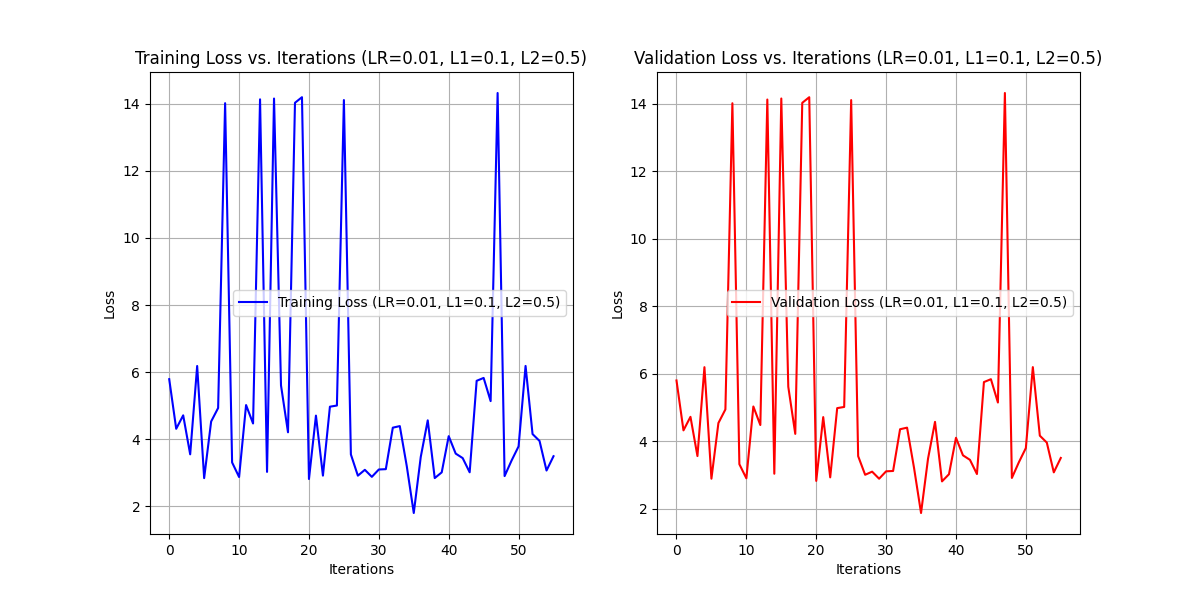 Training Loss vs. Iterations (LR=0.01, L1=0.1, L2=0.5)
14
12
10
8
6
4
2
Loss
Training Loss (LR=0.01, L1=0.1, L2=0.5)
0 10 20 30 40 50
Iterations
Validation Loss vs. Iterations (LR=0.01, L1=0.1, L2=0.5)
14
12
10
8
6
4
2
Loss
Validation Loss (LR=0.01, L1=0.1, L2=0.5)
0 10 20 30 40 50
Iterations